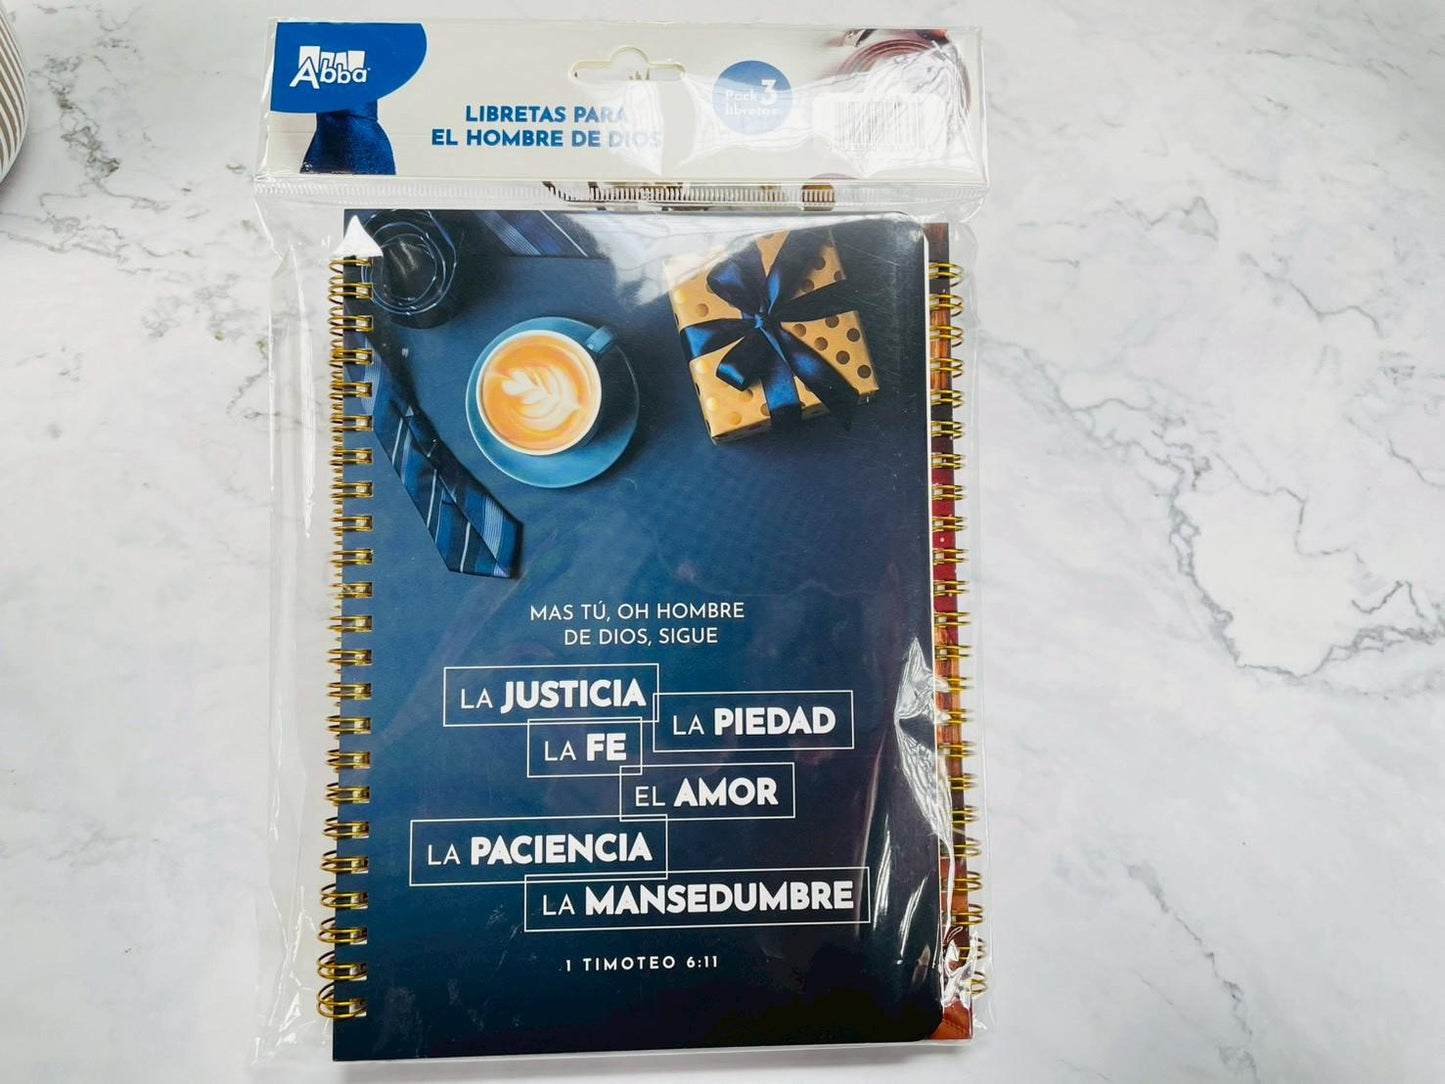 Abba
LIBRETAS PARA
EL HOMBRE DE DIOS
Pack 3
libretas
MAS TÚ, OH HOMBRE
DE DIOS, SIGUE
LA JUSTICIA
LA PIEDAD
LA FE
EL AMOR
LA PACIENCIA
LA MANSEDUMBRE
1 TIMOTEO 6:11